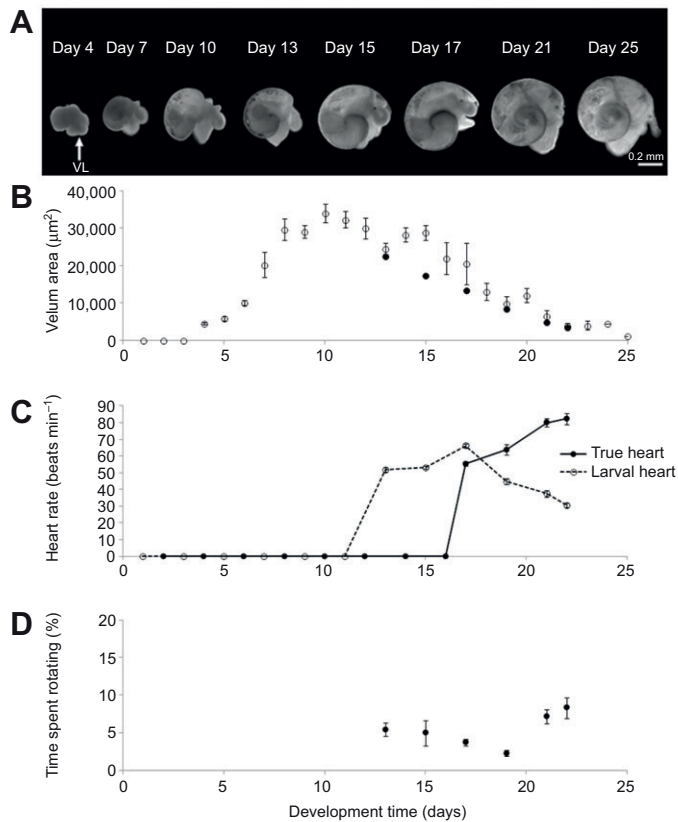 A
Day 4 Day 7 Day 10 Day 13 Day 15 Day 17 Day 21 Day 25
VL
0.2 mm
B
Velum area (µm²)
40,000
30,000
20,000
10,000
0
0 5 10 15 20 25
C
Heart rate (beats min⁻¹)
90
80
70
60
50
40
30
20
10
0
True heart
Larval heart
0 5 10 15 20 25
D
Time spent rotating (%)
20
15
10
5
0
0 5 10 15 20 25
Development time (days)